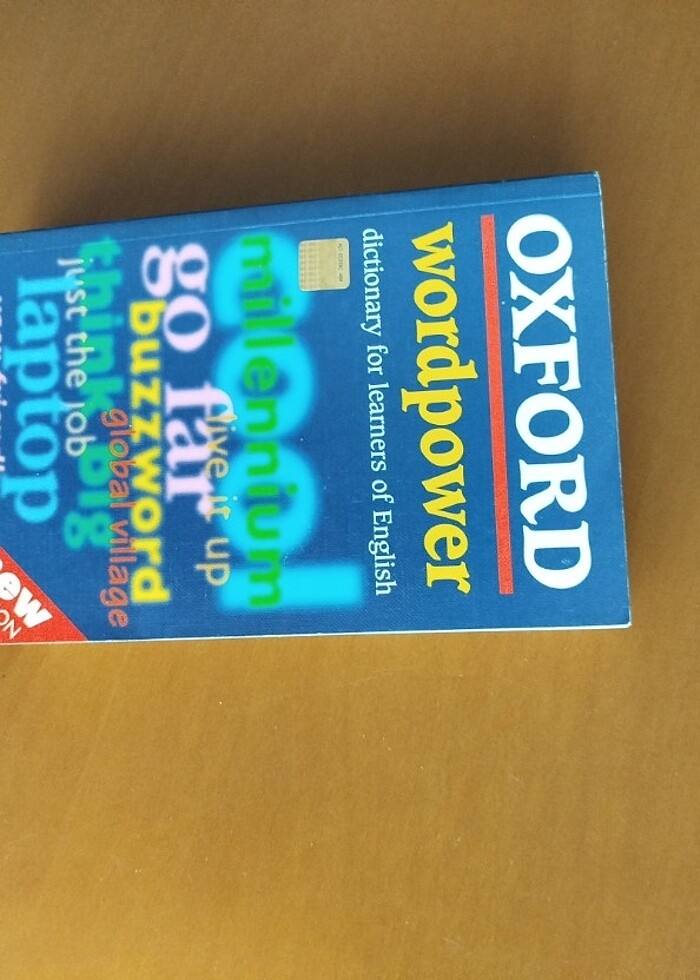 OXFORD
wordpower
dictionary for learners of English
cool
millennium
live it up
go far
buzzword
global village
think big
just the job
laptop
new